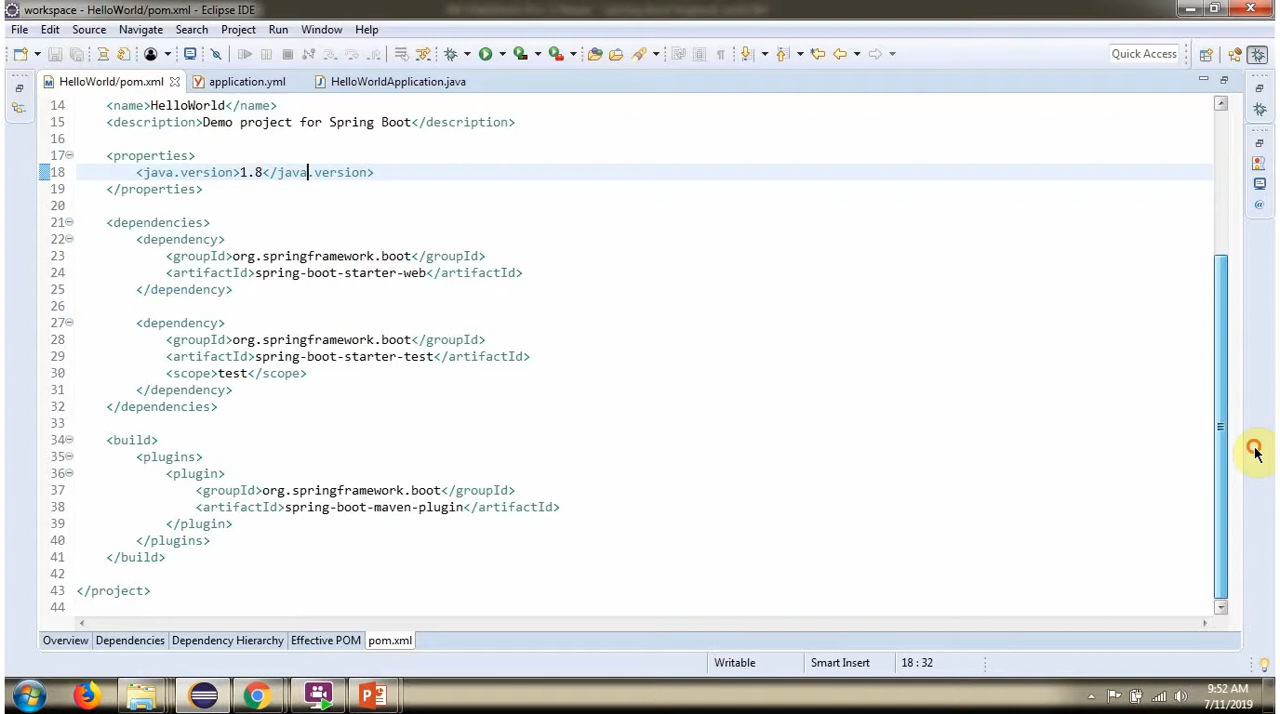 workspace - HelloWorld/pom.xml - Eclipse IDE
File Edit Source Navigate Search Project Run Window Help
Quick Access
HelloWorld/pom.xml application.yml HelloWorldApplication.java
14 <name>HelloWorld</name>
15 <description>Demo project for Spring Boot</description>
16
17 <properties>
18 <java.version>1.8</java.version>
19 </properties>
20
21 <dependencies>
22 <dependency>
23 <groupId>org.springframework.boot</groupId>
24 <artifactId>spring-boot-starter-web</artifactId>
25 </dependency>
26
27 <dependency>
28 <groupId>org.springframework.boot</groupId>
29 <artifactId>spring-boot-starter-test</artifactId>
30 <scope>test</scope>
31 </dependency>
32 </dependencies>
33
34 <build>
35 <plugins>
36 <plugin>
37 <groupId>org.springframework.boot</groupId>
38 <artifactId>spring-boot-maven-plugin</artifactId>
39 </plugin>
40 </plugins>
41 </build>
42
43 </project>
44
Overview Dependencies Dependency Hierarchy Effective POM pom.xml
Writable Smart Insert 18 : 32
9:52 AM
7/11/2019